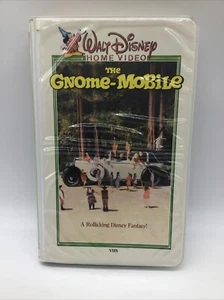 WALT DISNEY
HOME VIDEO
THE
GNOME-MOBILE
A Rollicking Disney Fantasy!
VHS